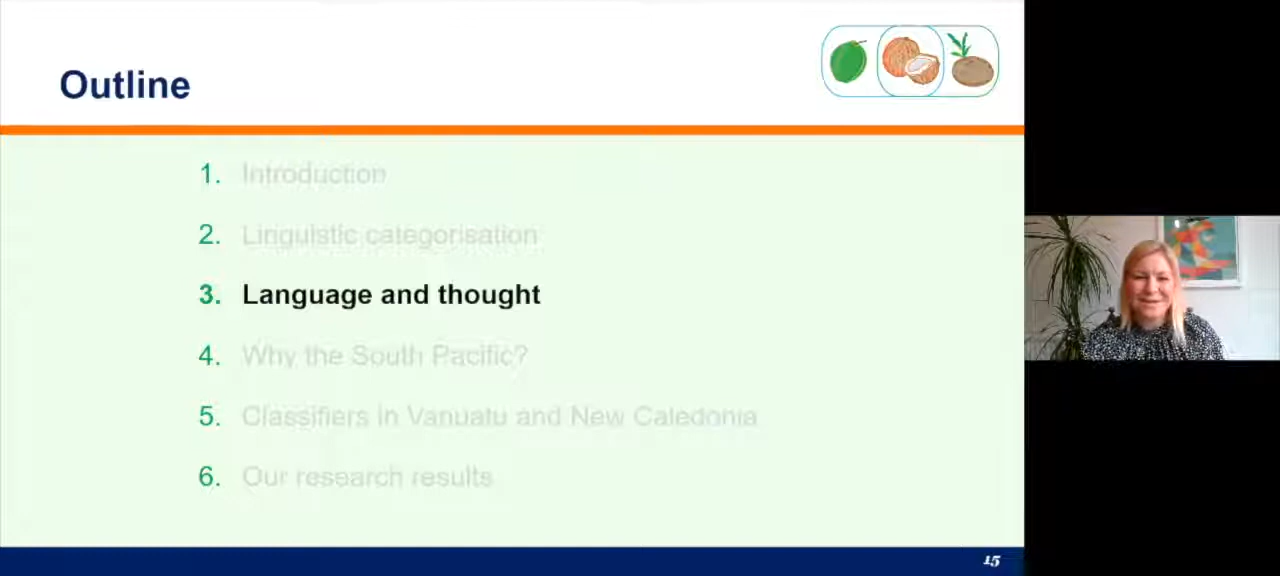 Outline
1. Introduction
2. Linguistic categorisation
3. Language and thought
4. Why the South Pacific?
5. Classifiers in Vanuatu and New Caledonia
6. Our research results
15